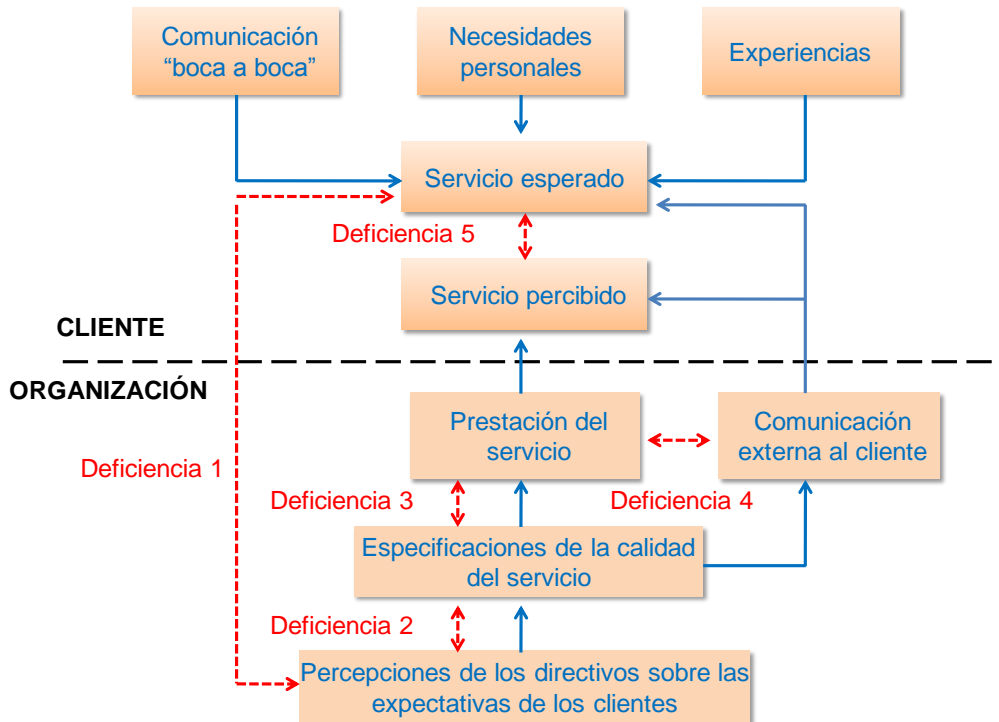 Comunicación
“boca a boca”
Necesidades
personales
Experiencias
Servicio esperado
Deficiencia 5
Servicio percibido
CLIENTE
ORGANIZACIÓN
Prestación del
servicio
Comunicación
externa al cliente
Deficiencia 1
Deficiencia 3
Deficiencia 4
Especificaciones de la calidad
del servicio
Deficiencia 2
Percepciones de los directivos sobre las
expectativas de los clientes